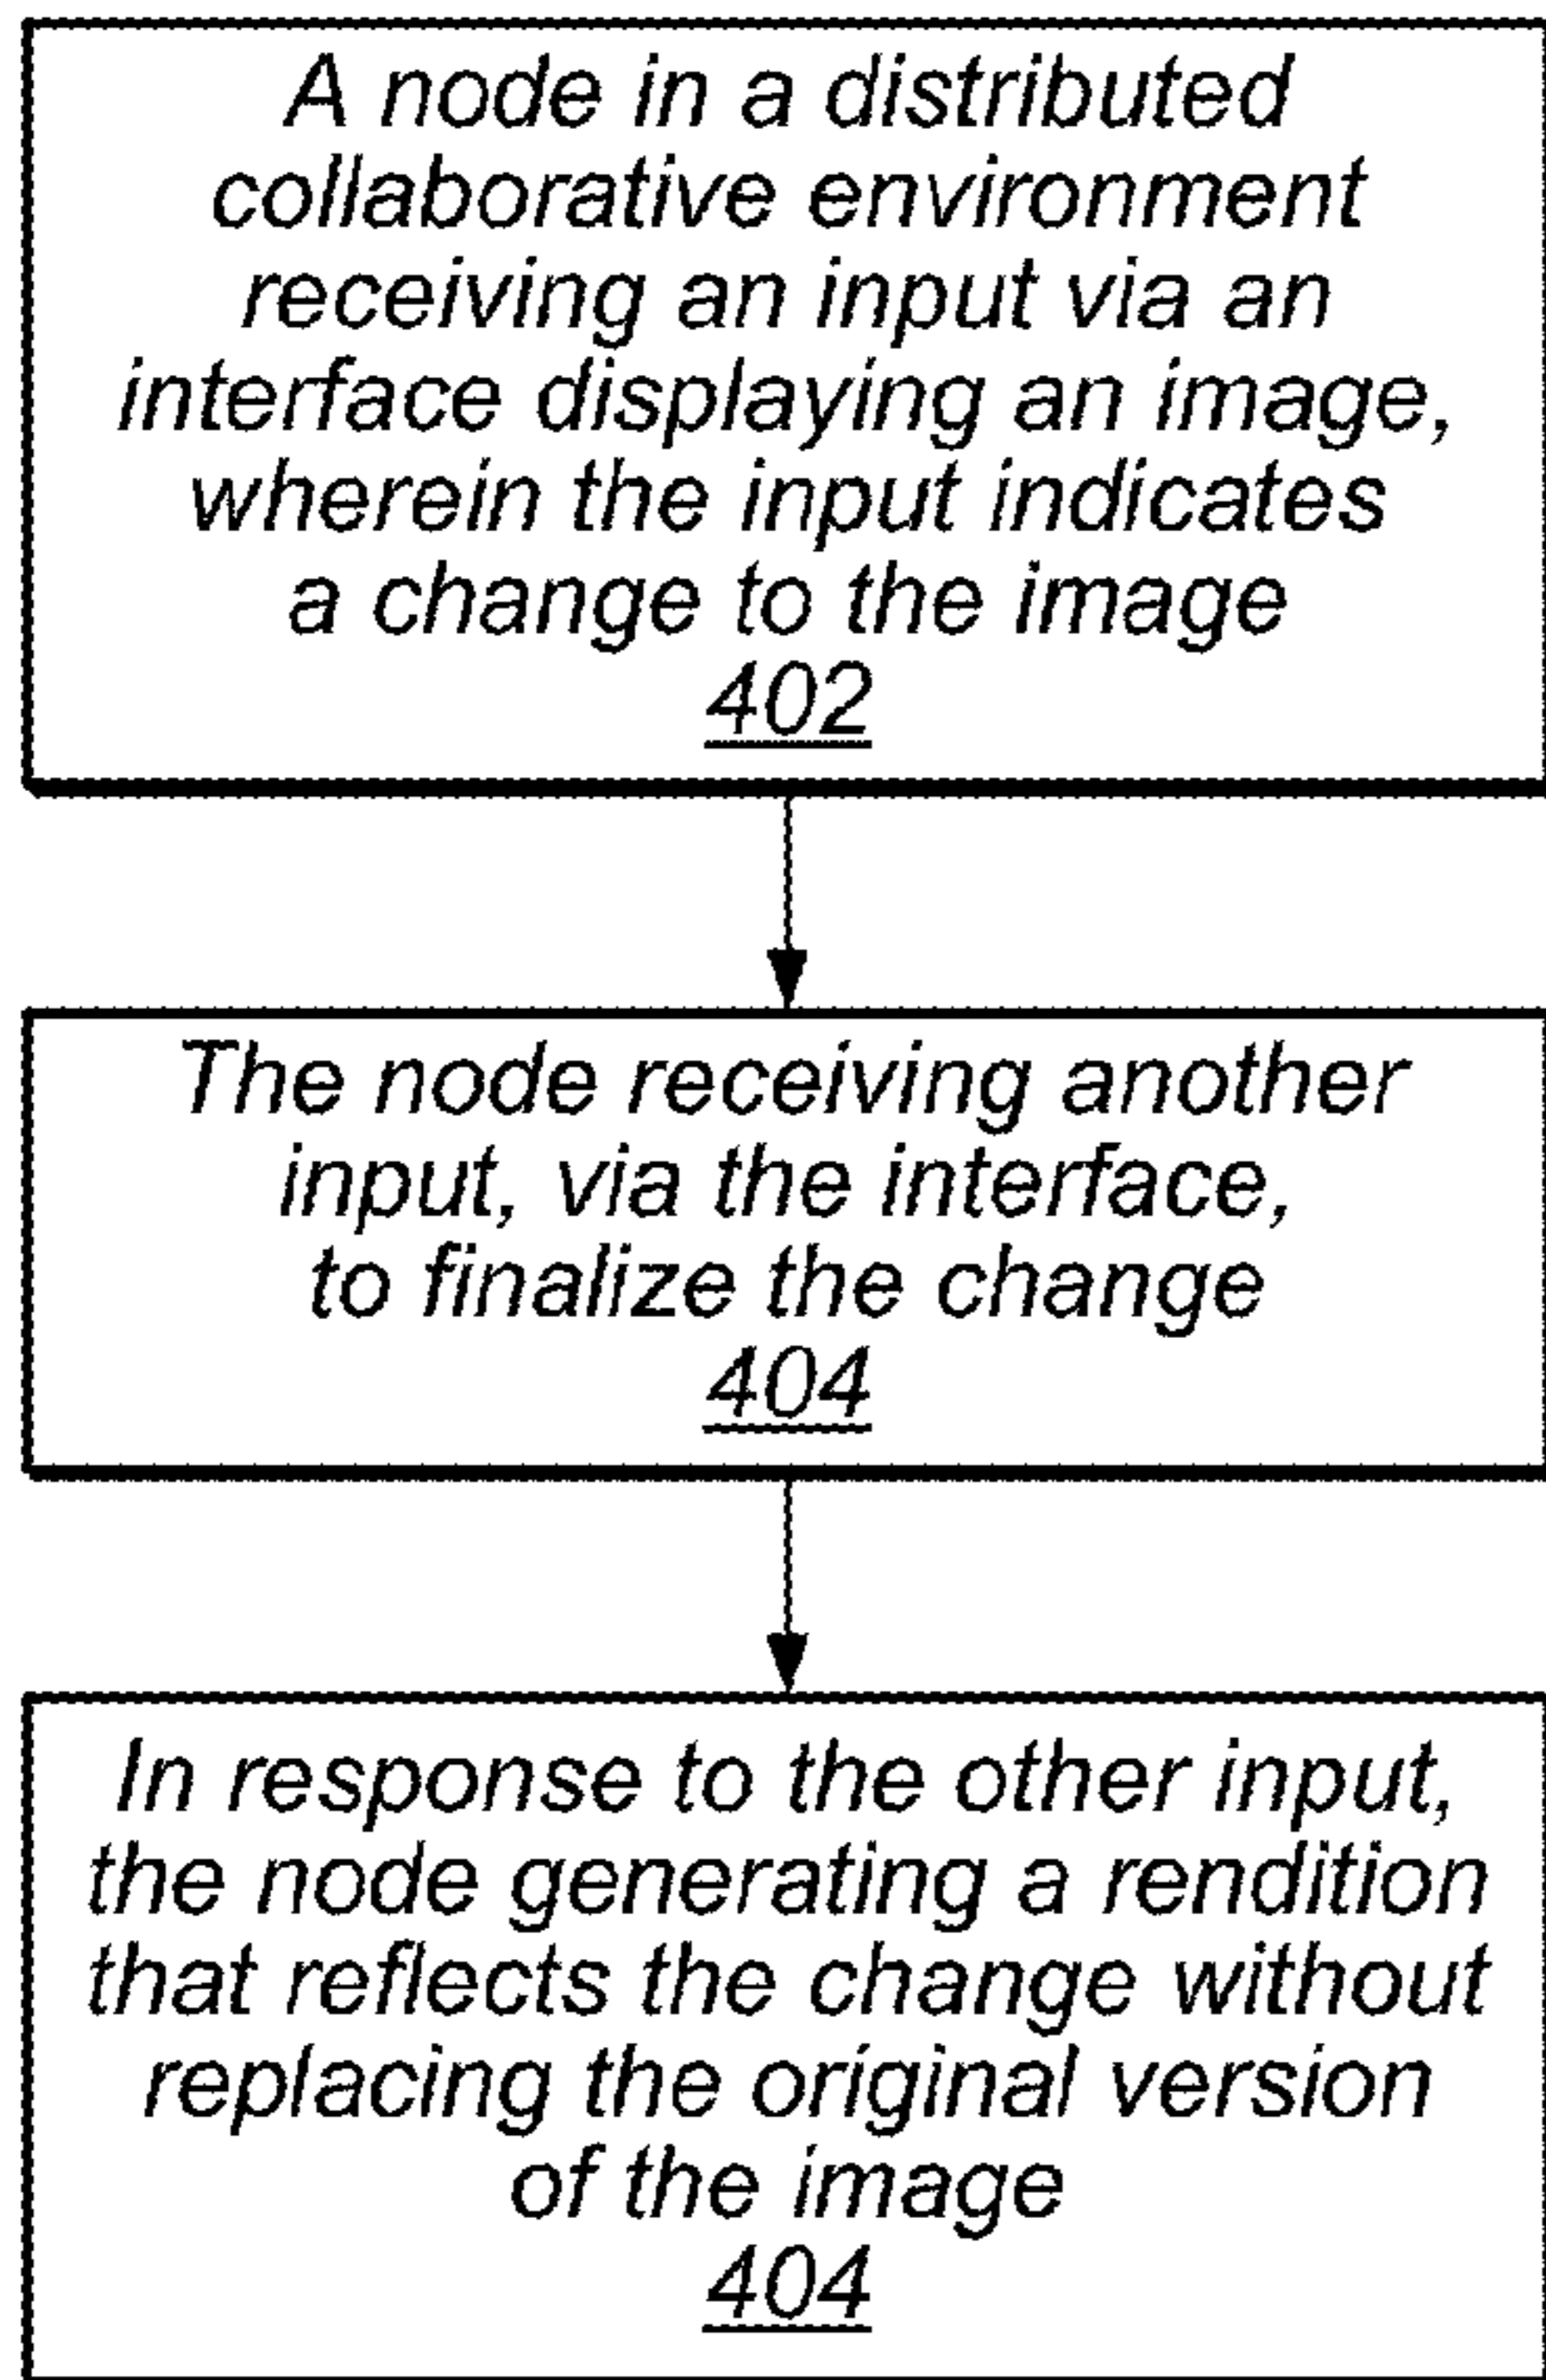 A node in a distributed
collaborative environment
receiving an input via an
interface displaying an image,
wherein the input indicates
a change to the image
402
The node receiving another
input, via the interface,
to finalize the change
404
In response to the other input,
the node generating a rendition
that reflects the change without
replacing the original version
of the image
404